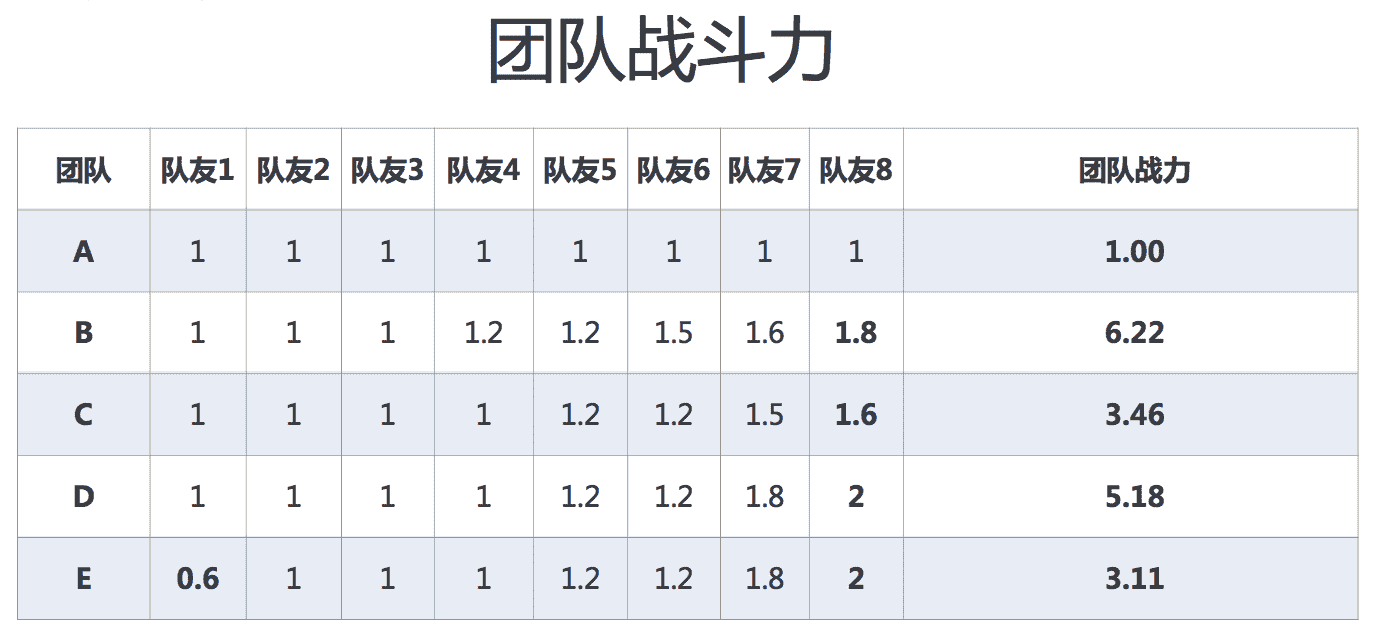 团队战斗力
团队 队友1 队友2 队友3 队友4 队友5 队友6 队友7 队友8 团队战力
A 1 1 1 1 1 1 1 1 1.00
B 1 1 1 1.2 1.2 1.5 1.6 1.8 6.22
C 1 1 1 1 1.2 1.2 1.5 1.6 3.46
D 1 1 1 1 1.2 1.2 1.8 2 5.18
E 0.6 1 1 1 1.2 1.2 1.8 2 3.11